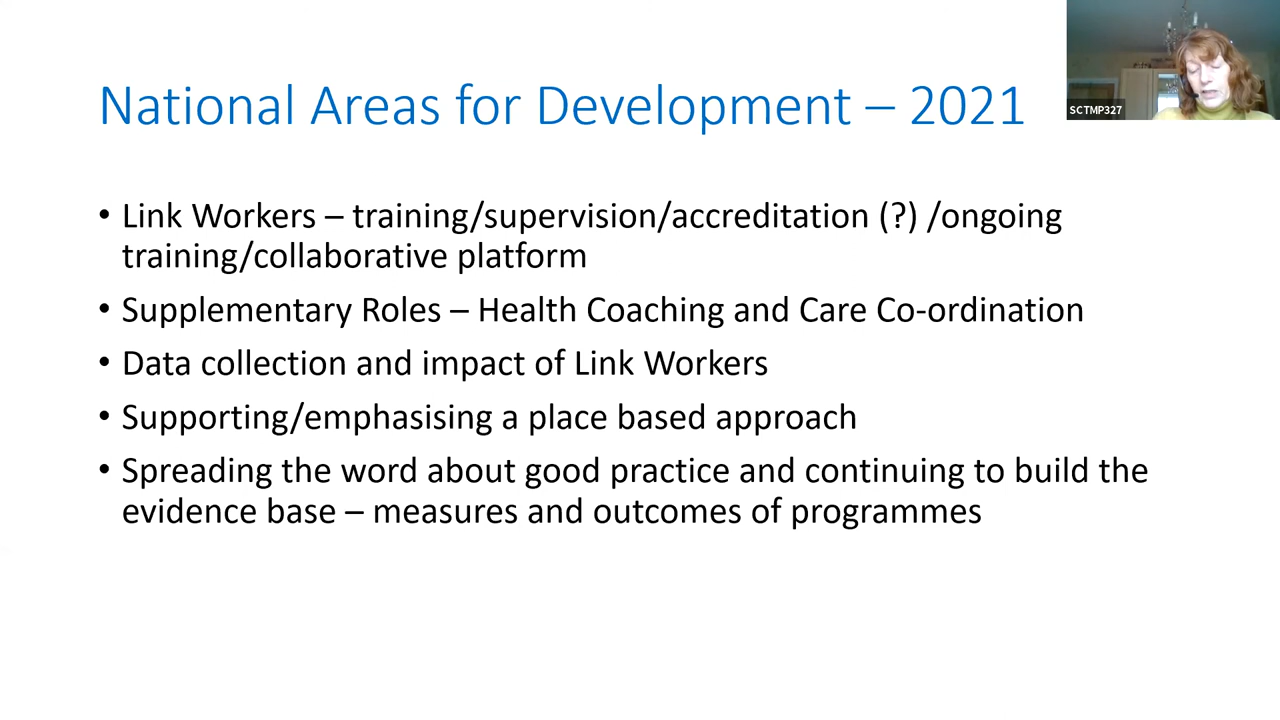 National Areas for Development – 2021
SCTMP327
• Link Workers – training/supervision/accreditation (?) /ongoing
training/collaborative platform
• Supplementary Roles – Health Coaching and Care Co-ordination
• Data collection and impact of Link Workers
• Supporting/emphasising a place based approach
• Spreading the word about good practice and continuing to build the
evidence base – measures and outcomes of programmes